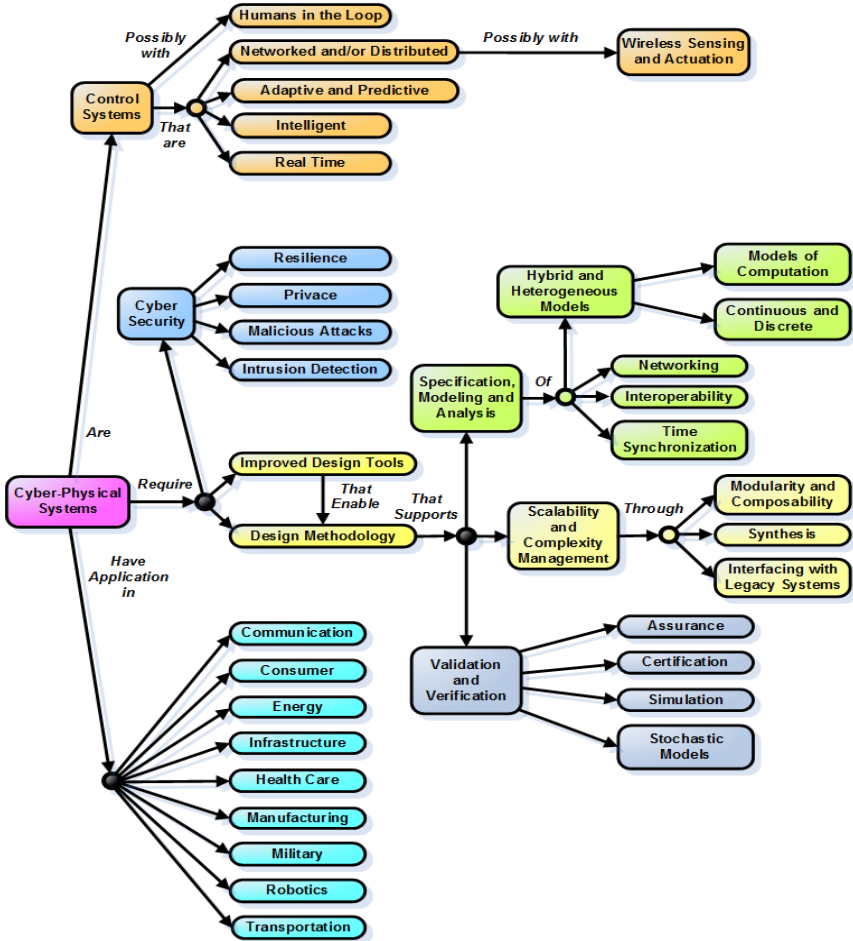 Humans in the Loop
Possibly
with
Networked and/or Distributed
Possibly with
Wireless Sensing
and Actuation
Control
Systems
That
are
Adaptive and Predictive
Intelligent
Real Time
Resilience
Privace
Malicious Attacks
Intrusion Detection
Cyber
Security
Hybrid and
Heterogeneous
Models
Models of
Computation
Continuous and
Discrete
Specification,
Modeling and
Analysis
Of
Networking
Interoperability
Time
Synchronization
Are
Cyber-Physical
Systems
Require
Improved Design Tools
That
Enable
Design Methodology
That
Supports
Scalability
and
Complexity
Management
Through
Modularity and
Composability
Synthesis
Interfacing with
Legacy Systems
Have
Application
in
Validation
and
Verification
Assurance
Certification
Simulation
Stochastic
Models
Communication
Consumer
Energy
Infrastructure
Health Care
Manufacturing
Military
Robotics
Transportation